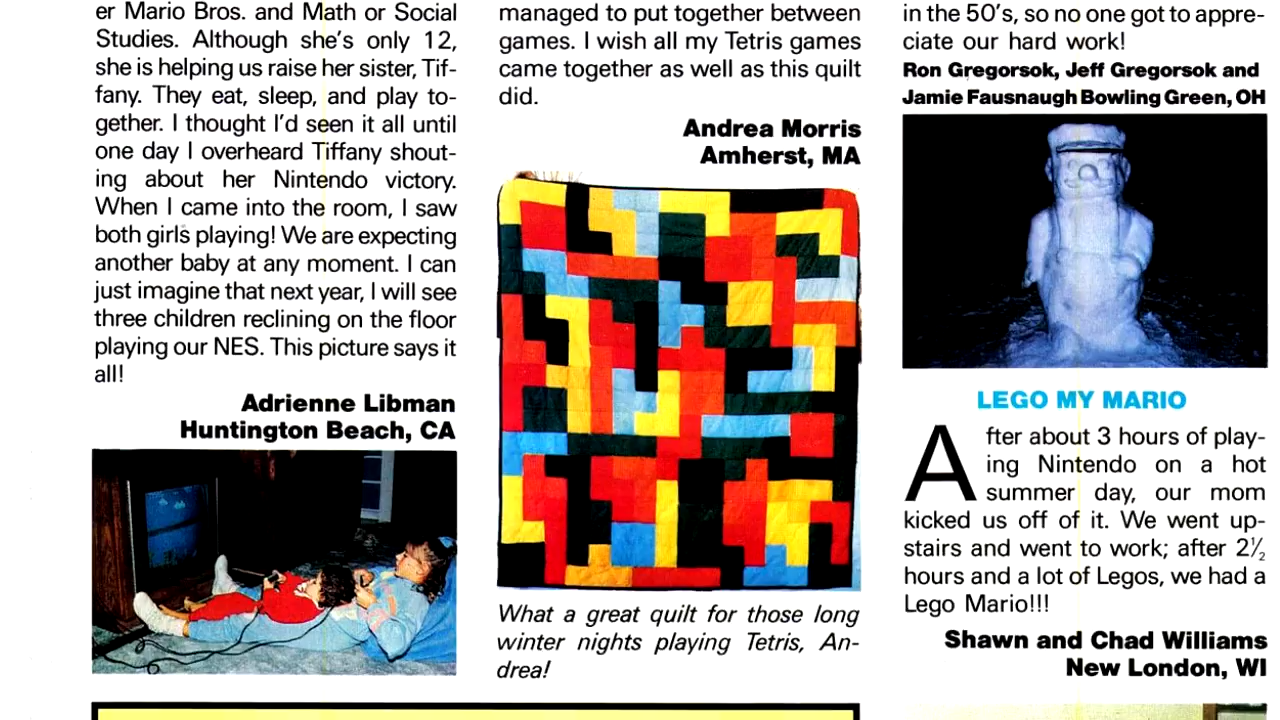 er Mario Bros. and Math or Social
Studies. Although she's only 12,
she is helping us raise her sister, Tif-
fany. They eat, sleep, and play to-
gether. I thought I'd seen it all until
one day I overheard Tiffany shout-
ing about her Nintendo victory.
When I came into the room, I saw
both girls playing! We are expecting
another baby at any moment. I can
just imagine that next year, I will see
three children reclining on the floor
playing our NES. This picture says it
all!
Adrienne Libman
Huntington Beach, CA
managed to put together between
games. I wish all my Tetris games
came together as well as this quilt
did.
Andrea Morris
Amherst, MA
What a great quilt for those long
winter nights playing Tetris, An-
drea!
in the 50's, so no one got to appre-
ciate our hard work!
Ron Gregorsok, Jeff Gregorsok and
Jamie Fausnaugh Bowling Green, OH
LEGO MY MARIO
After about 3 hours of play-
ing Nintendo on a hot
summer day, our mom
kicked us off of it. We went up-
stairs and went to work; after 2½
hours and a lot of Legos, we had a
Lego Mario!!!
Shawn and Chad Williams
New London, WI